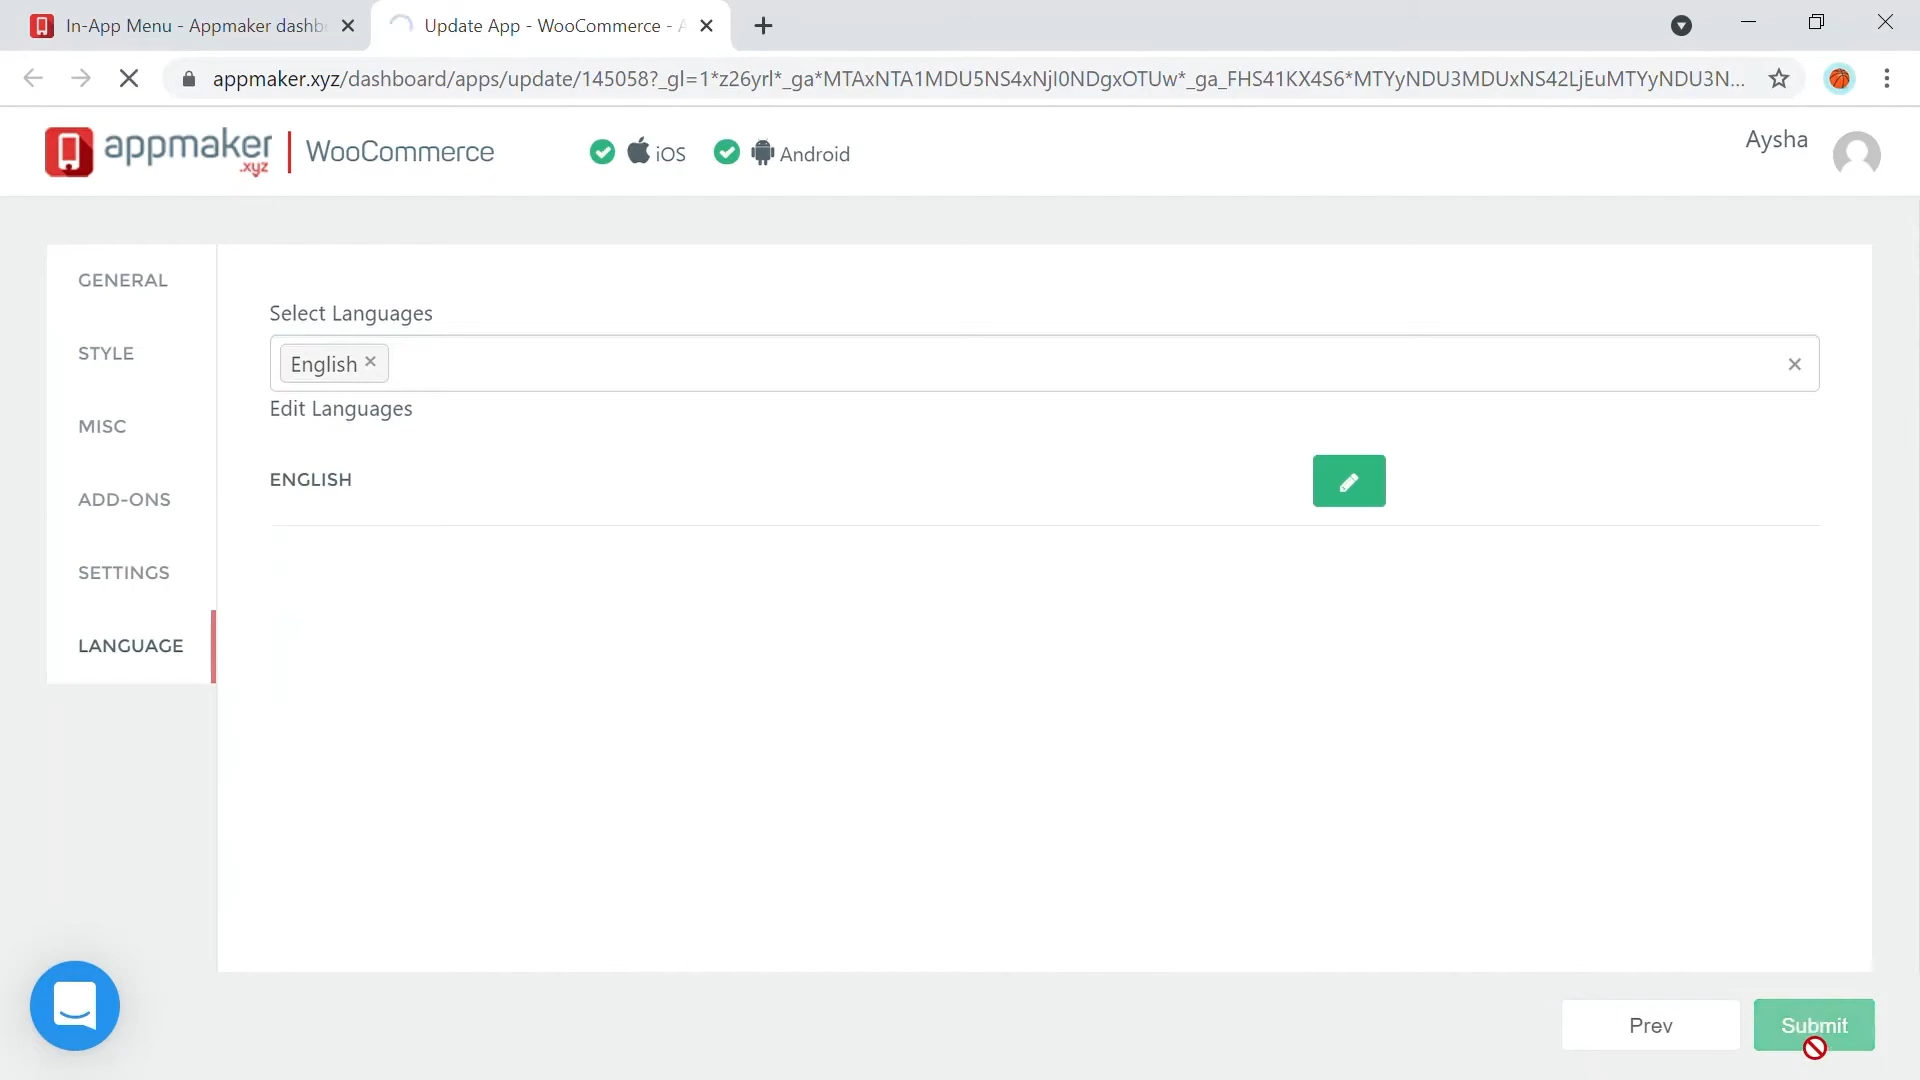 In-App Menu - Appmaker dashb
Update App - WooCommerce - A
appmaker.xyz/dashboard/apps/update/145058?_gl=1*z26yrl*_ga*MTAxNTA1MDU5NS4xNjI0NDgxOTUw*_ga_FHS41KX4S6*MTYyNDU3MDUxNS42LjEuMTYyNDU3N...
appmaker
.xyz
WooCommerce
iOS
Android
Aysha
GENERAL
STYLE
MISC
ADD-ONS
SETTINGS
LANGUAGE
Select Languages
English
Edit Languages
ENGLISH
Prev
Submit